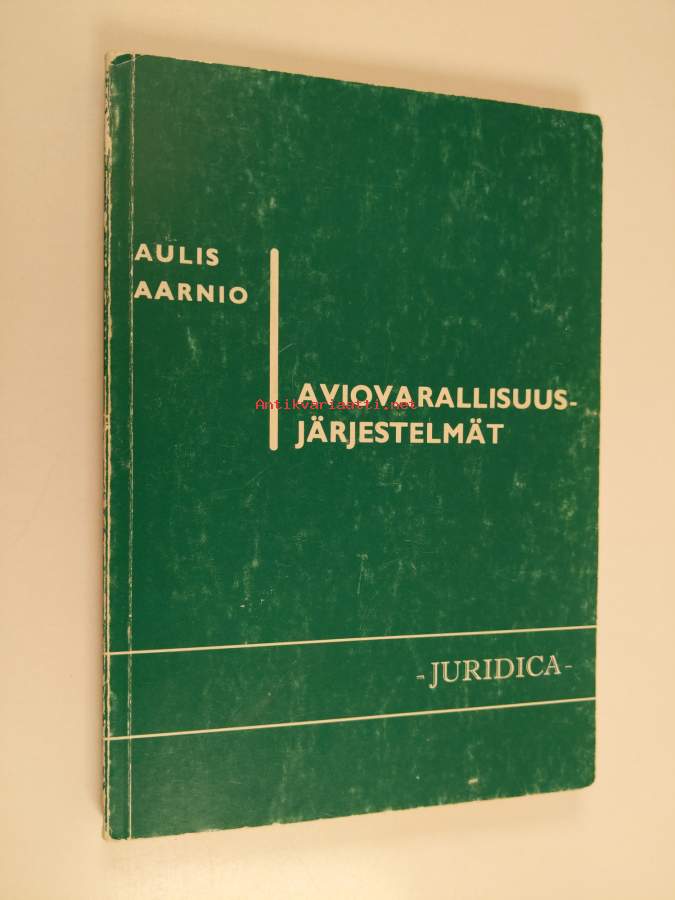 AULIS
AARNIO
AVIOVARALLISUUS-
Antikvariaatti.net
JÄRJESTELMÄT
-JURIDICA-